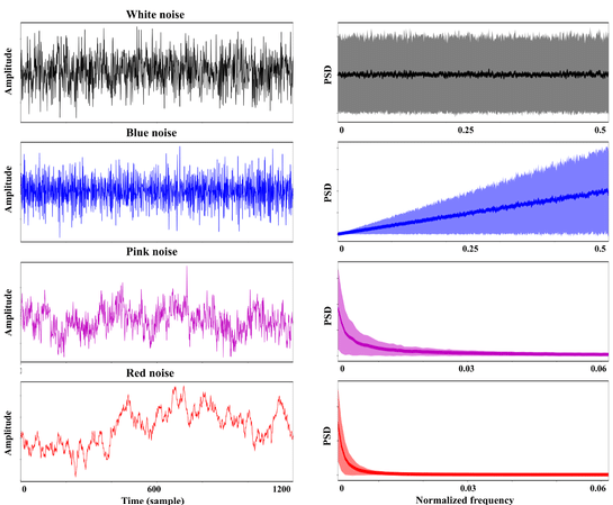 White noise
Amplitude
PSD
0 0.25 0.5
Blue noise
Amplitude
PSD
0 0.25 0.5
Pink noise
Amplitude
PSD
0 0.03 0.06
Red noise
Amplitude
PSD
0 600 1200
0 0.03 0.06
Time (sample)
Normalized frequency